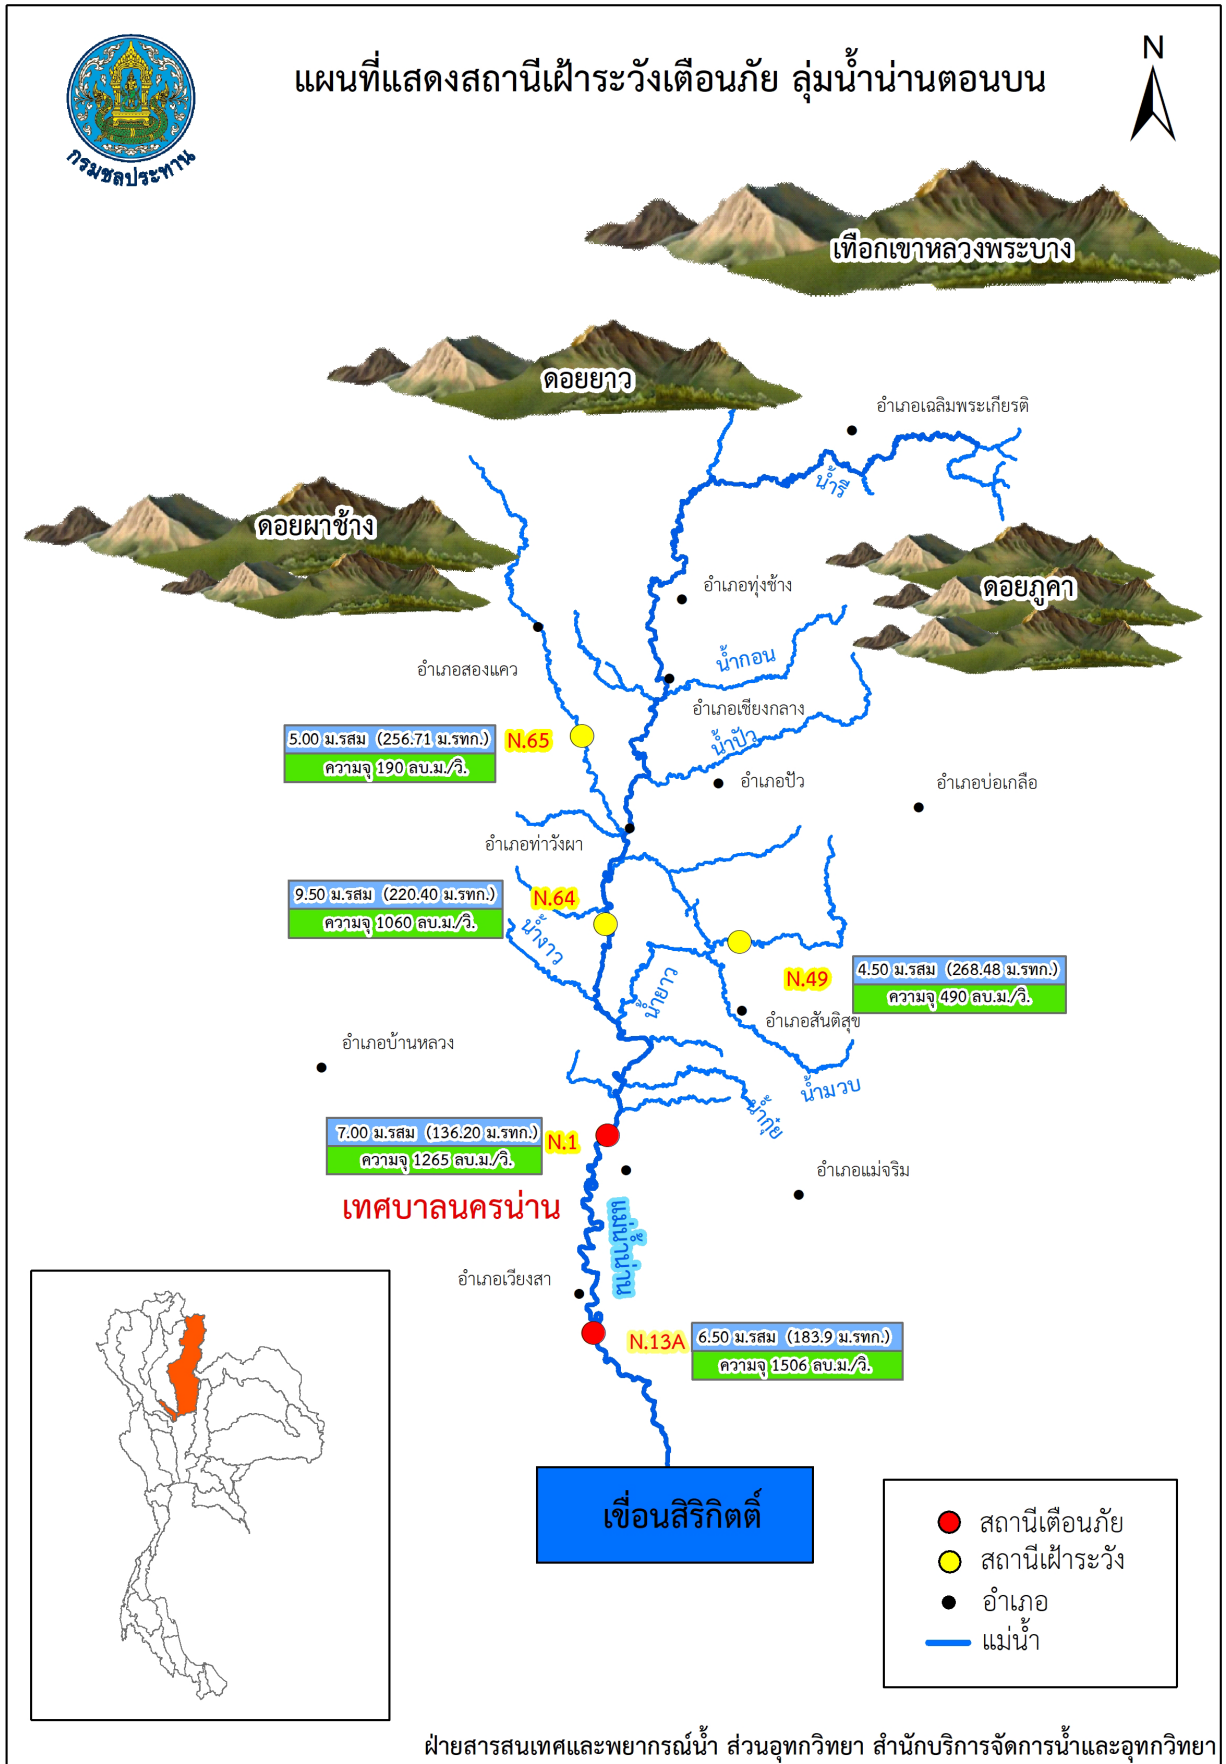 แผนที่แสดงสถานีเฝ้าระวังเตือนภัย ลุ่มน้ำน่านตอนบน
N
กรมชลประทาน
เทือกเขาหลวงพระบาง
ดอยยาว
อำเภอเฉลิมพระเกียรติ
น้ำรี
ดอยผาช้าง
ดอยภูคา
อำเภอทุ่งช้าง
น้ำกอน
อำเภอสองแคว
อำเภอเชียงกลาง
5.00 ม.รสม (256.71 ม.รทก.)
ความจุ 190 ลบ.ม./วิ.
N.65
น้ำปัว
อำเภอปัว
อำเภอบ่อเกลือ
อำเภอท่าวังผา
9.50 ม.รสม (220.40 ม.รทก.)
ความจุ 1060 ลบ.ม./วิ.
N.64
น้ำงาว
น้ำยาว
N.49
4.50 ม.รสม (268.48 ม.รทก.)
ความจุ 490 ลบ.ม./วิ.
อำเภอสันติสุข
อำเภอบ้านหลวง
น้ำมวบ
น้ำกุ๋ย
7.00 ม.รสม (136.20 ม.รทก.)
ความจุ 1265 ลบ.ม./วิ.
N.1
อำเภอแม่จริม
เทศบาลนครน่าน
แม่น้ำน่าน
อำเภอเวียงสา
N.13A
6.50 ม.รสม (183.9 ม.รทก.)
ความจุ 1506 ลบ.ม./วิ.
เขื่อนสิริกิตติ์
สถานีเตือนภัย
สถานีเฝ้าระวัง
อำเภอ
แม่น้ำ
ฝ่ายสารสนเทศและพยากรณ์น้ำ ส่วนอุทกวิทยา สำนักบริการจัดการน้ำและอุทกวิทยา